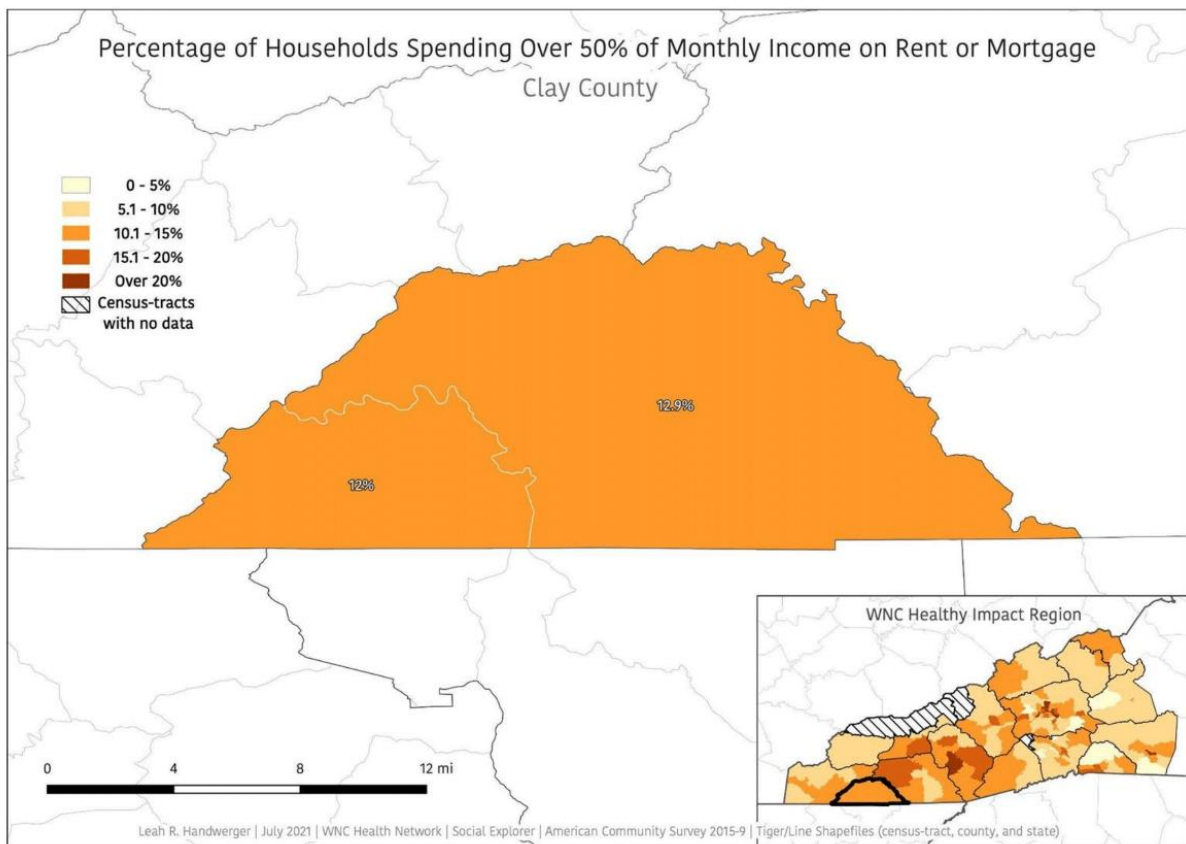 Percentage of Households Spending Over 50% of Monthly Income on Rent or Mortgage
Clay County
0 - 5%
5.1 - 10%
10.1 - 15%
15.1 - 20%
Over 20%
Census-tracts
with no data
12.9%
12%
WNC Healthy Impact Region
0 4 8 12 mi
Leah R. Handwerger | July 2021 | WNC Health Network | Social Explorer | American Community Survey 2015-9 | Tiger/Line Shapefiles (census-tract, county, and state)